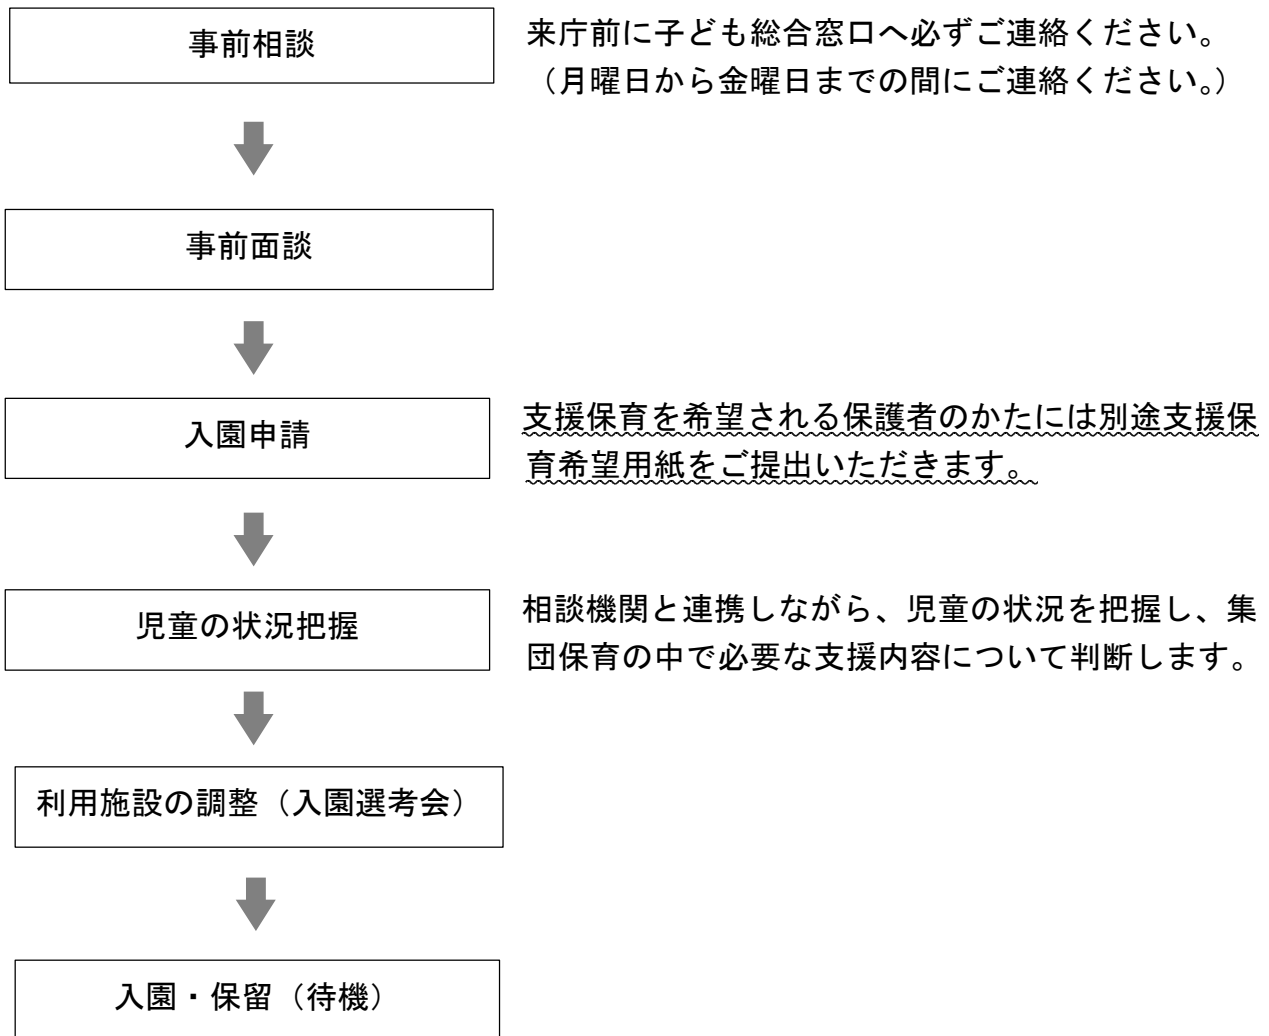 事前相談
来庁前に子ども総合窓口へ必ずご連絡ください。
（月曜日から金曜日までの間にご連絡ください。）
事前面談
入園申請
支援保育を希望される保護者のかたには別途支援保
育希望用紙をご提出いただきます。
児童の状況把握
相談機関と連携しながら、児童の状況を把握し、集
団保育の中で必要な支援内容について判断します。
利用施設の調整（入園選考会）
入園・保留（待機）